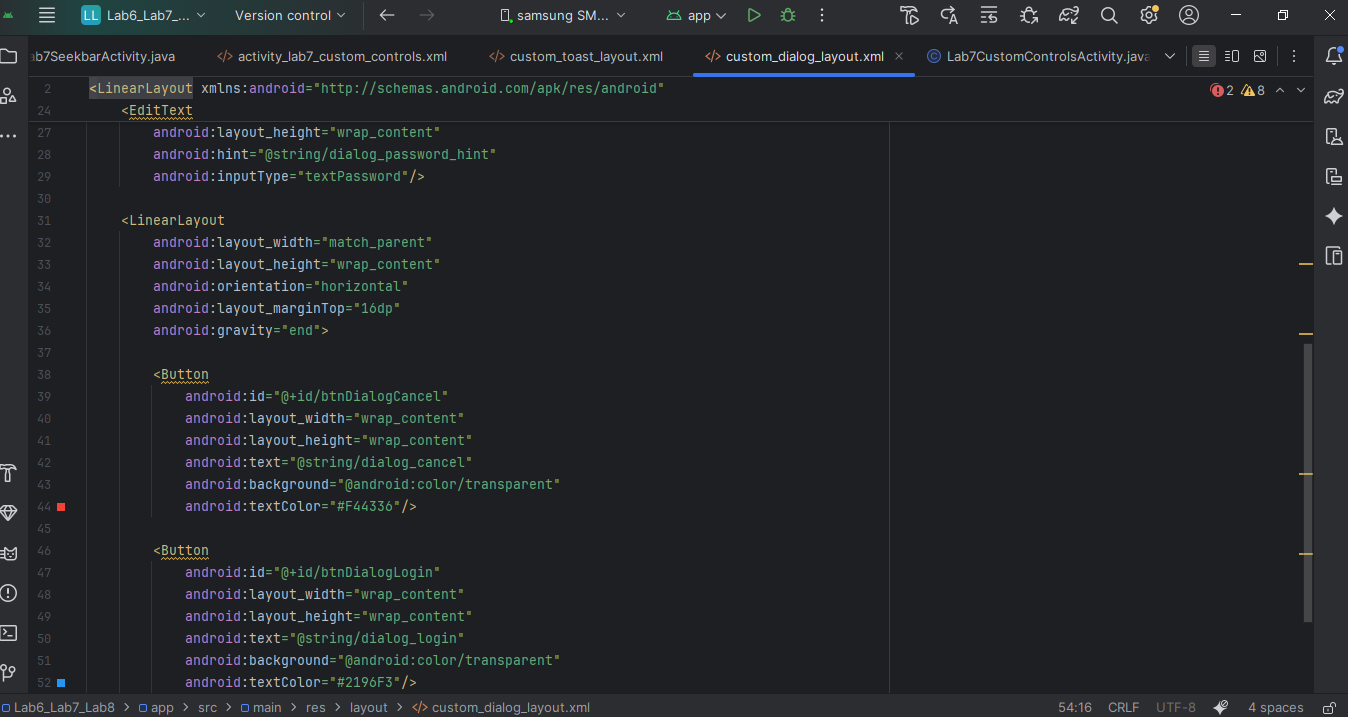 LL Lab6_Lab7_... Version control samsung SM... app
ab7SeekbarActivity.java activity_lab7_custom_controls.xml custom_toast_layout.xml custom_dialog_layout.xml Lab7CustomControlsActivity.java
2 <LinearLayout xmlns:android="http://schemas.android.com/apk/res/android" 2 8
24 <EditText
27 android:layout_height="wrap_content"
28 android:hint="@string/dialog_password_hint"
29 android:inputType="textPassword"/>
30
31 <LinearLayout
32 android:layout_width="match_parent"
33 android:layout_height="wrap_content"
34 android:orientation="horizontal"
35 android:layout_marginTop="16dp"
36 android:gravity="end">
37
38 <Button
39 android:id="@+id/btnDialogCancel"
40 android:layout_width="wrap_content"
41 android:layout_height="wrap_content"
42 android:text="@string/dialog_cancel"
43 android:background="@android:color/transparent"
44 android:textColor="#F44336"/>
45
46 <Button
47 android:id="@+id/btnDialogLogin"
48 android:layout_width="wrap_content"
49 android:layout_height="wrap_content"
50 android:text="@string/dialog_login"
51 android:background="@android:color/transparent"
52 android:textColor="#2196F3"/>
Lab6_Lab7_Lab8 > app > src > main > res > layout > custom_dialog_layout.xml 54:16 CRLF UTF-8 4 spaces